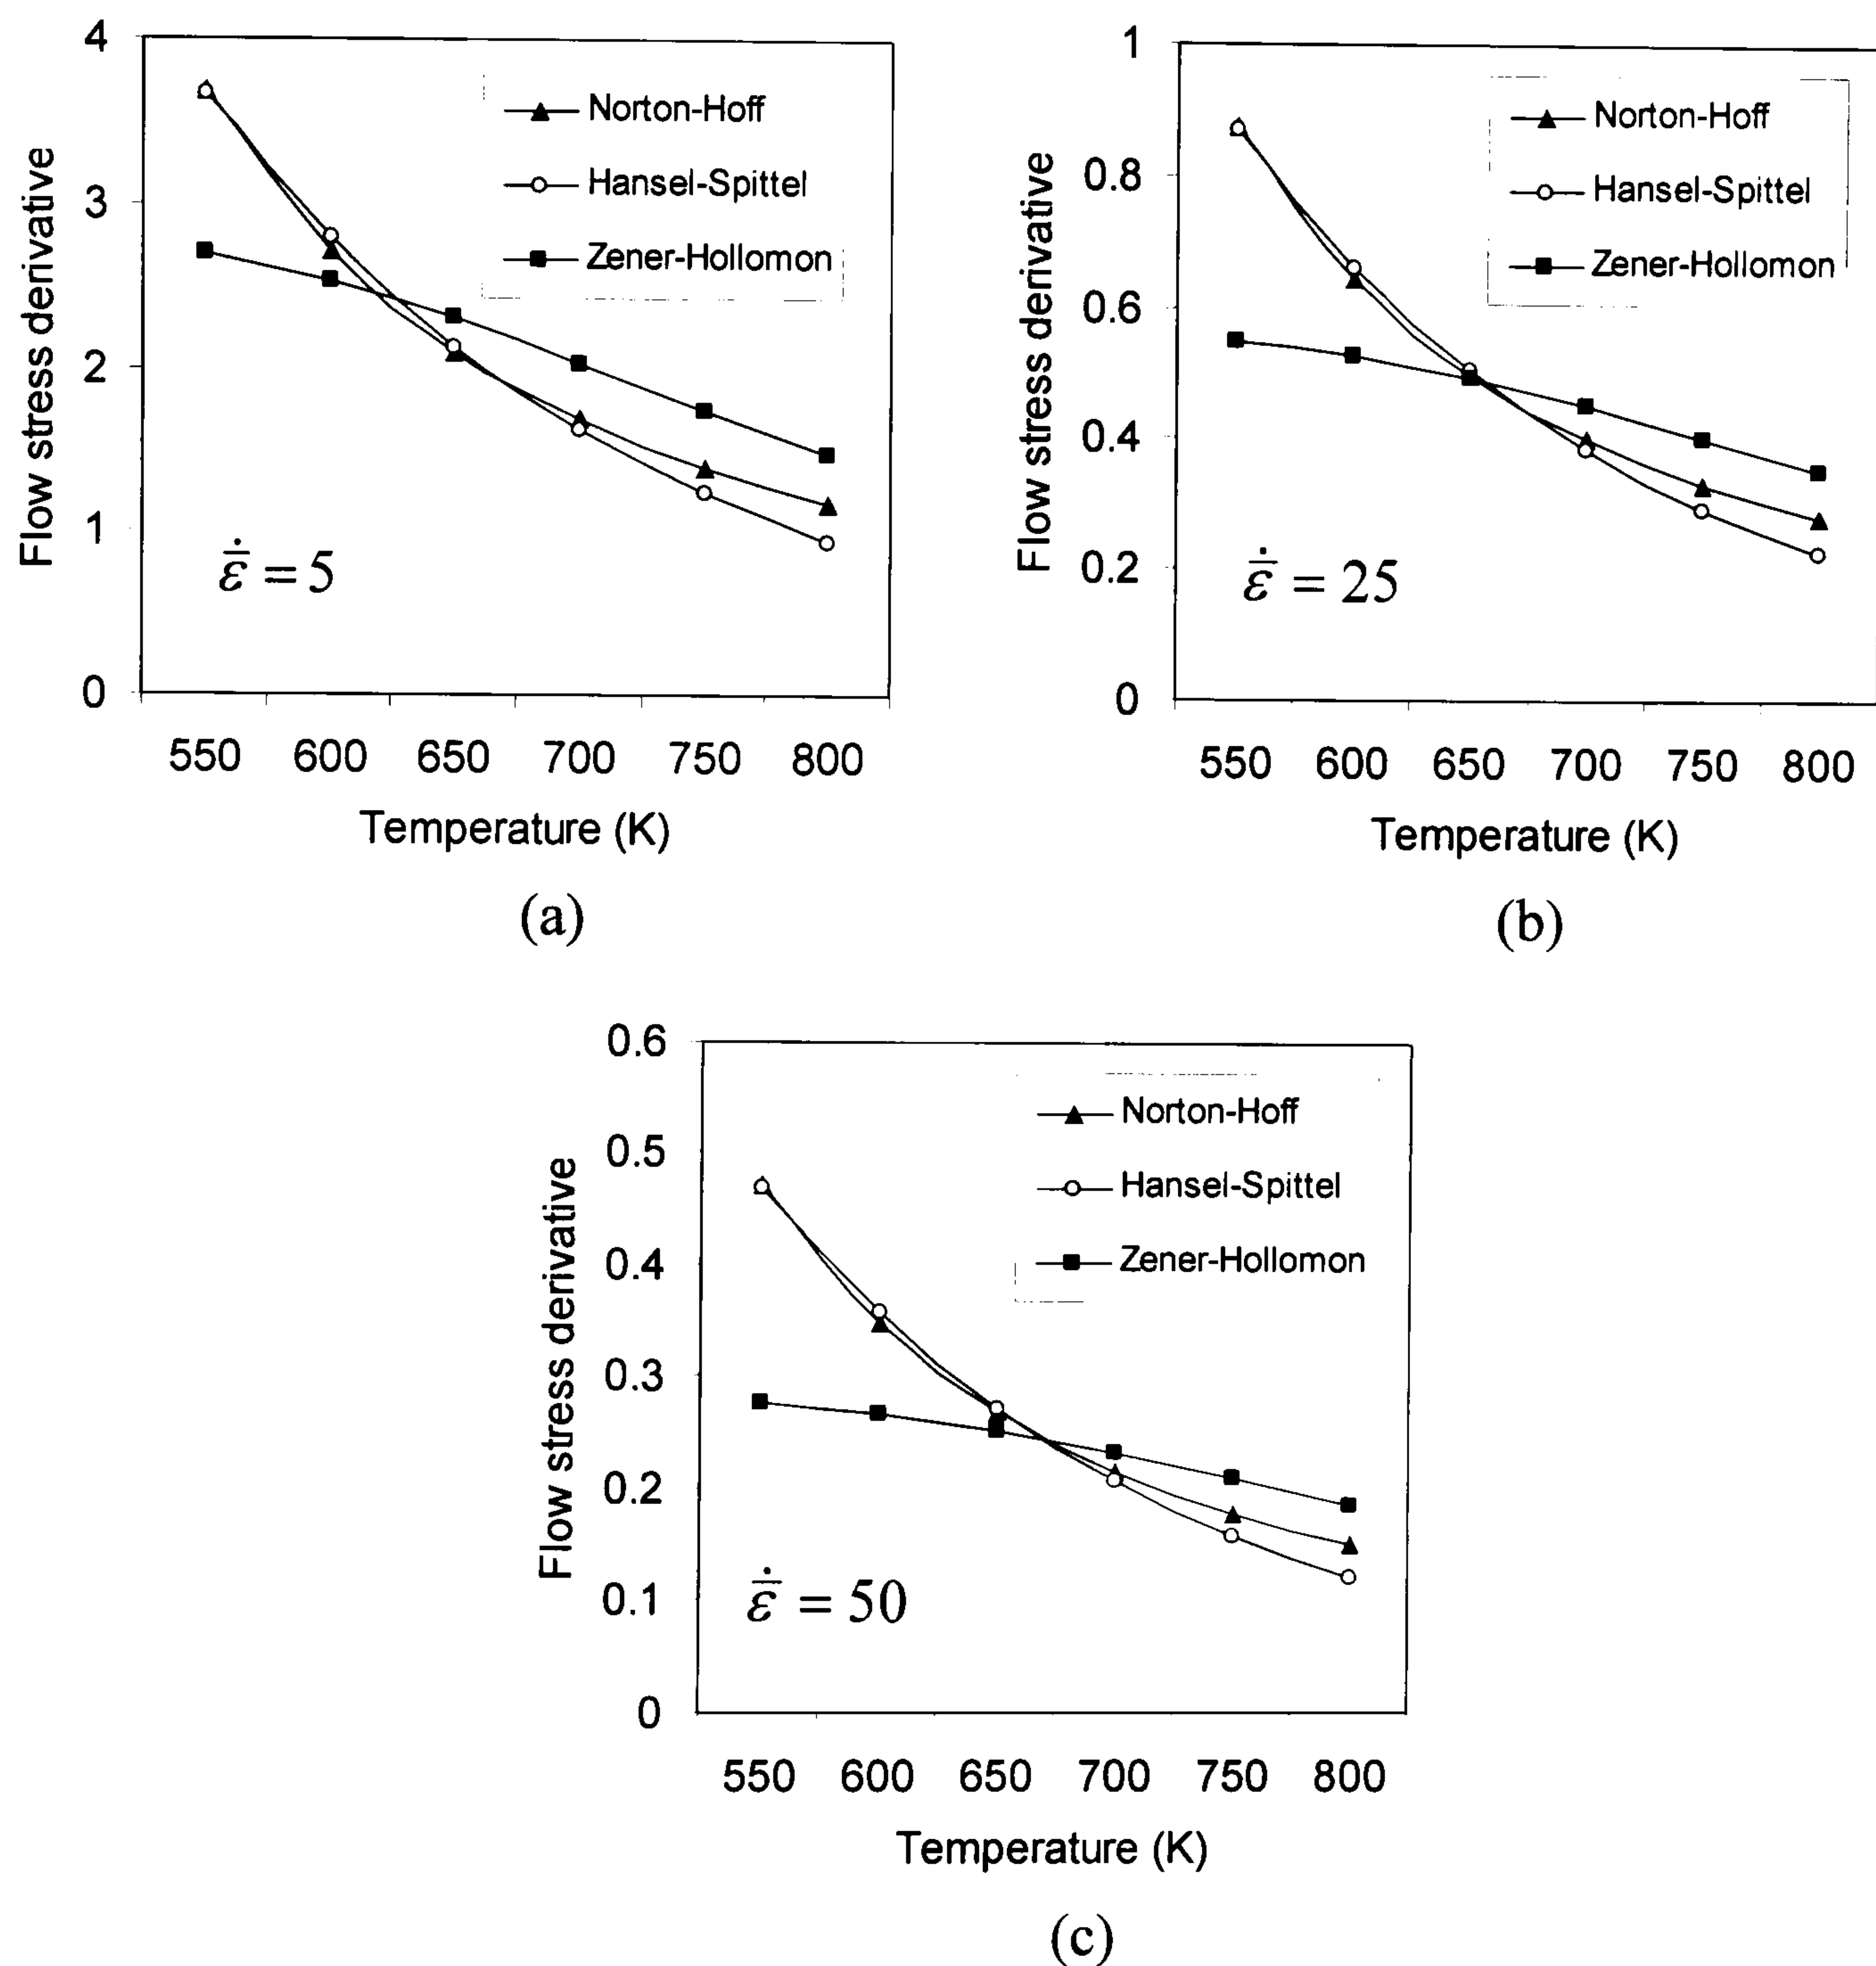 4
3
2
1
0
Flow stress derivative
Norton-Hoff
Hansel-Spittel
Zener-Hollomon
ε̇̅ = 5
550 600 650 700 750 800
Temperature (K)
(a)
1
0.8
0.6
0.4
0.2
0
Flow stress derivative
Norton-Hoff
Hansel-Spittel
Zener-Hollomon
ε̇̅ = 25
550 600 650 700 750 800
Temperature (K)
(b)
0.6
0.5
0.4
0.3
0.2
0.1
0
Flow stress derivative
Norton-Hoff
Hansel-Spittel
Zener-Hollomon
ε̇̅ = 50
550 600 650 700 750 800
Temperature (K)
(c)